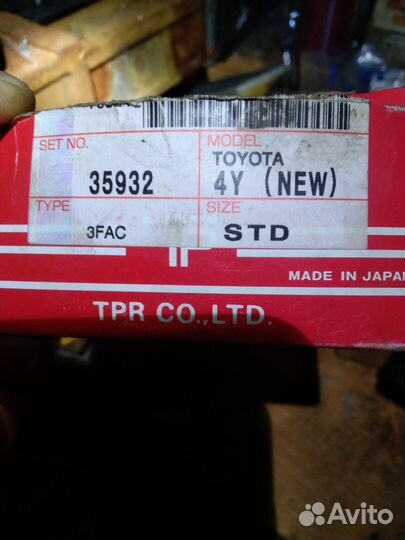 SET NO. MODEL
TOYOTA
35932 4Y (NEW)
TYPE SIZE
3FAC STD
MADE IN JAPAN
TPR CO.,LTD.
Avito